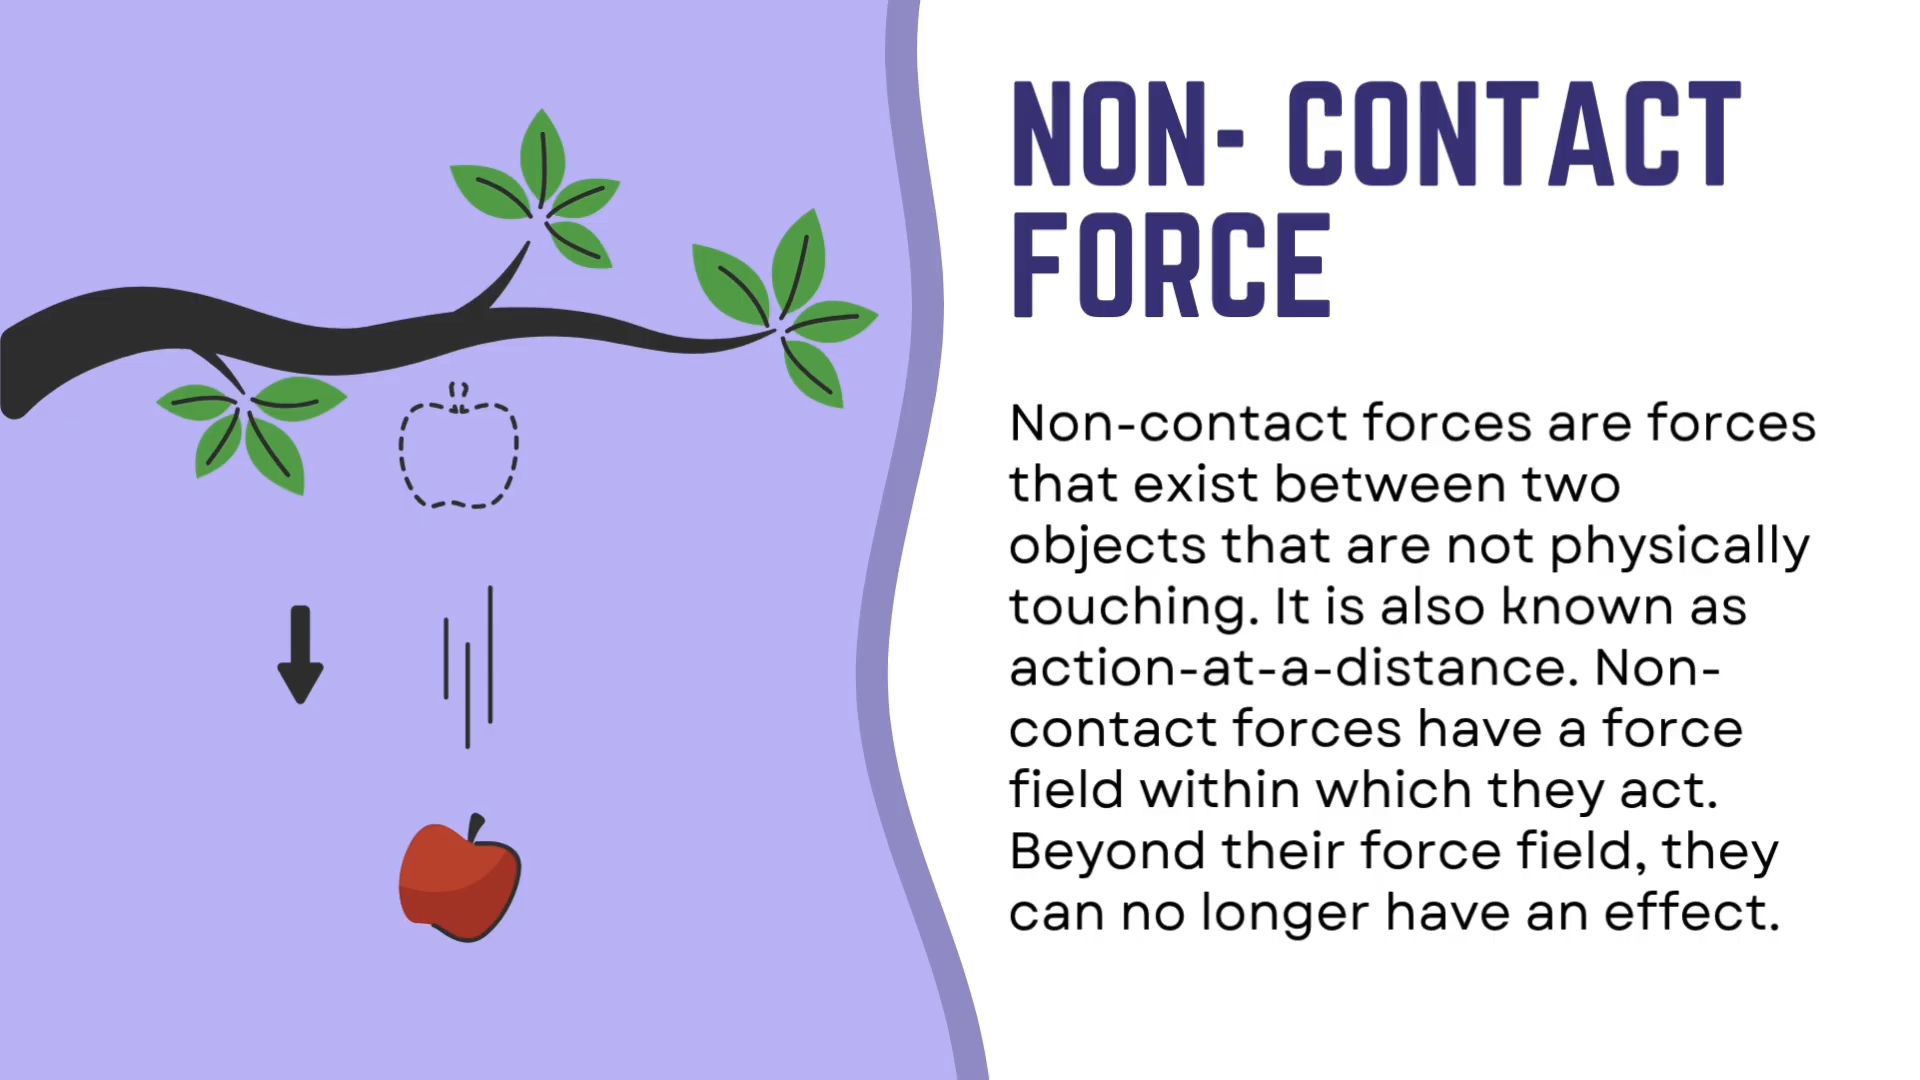 NON- CONTACT
FORCE
Non-contact forces are forces
that exist between two
objects that are not physically
touching. It is also known as
action-at-a-distance. Non-
contact forces have a force
field within which they act.
Beyond their force field, they
can no longer have an effect.